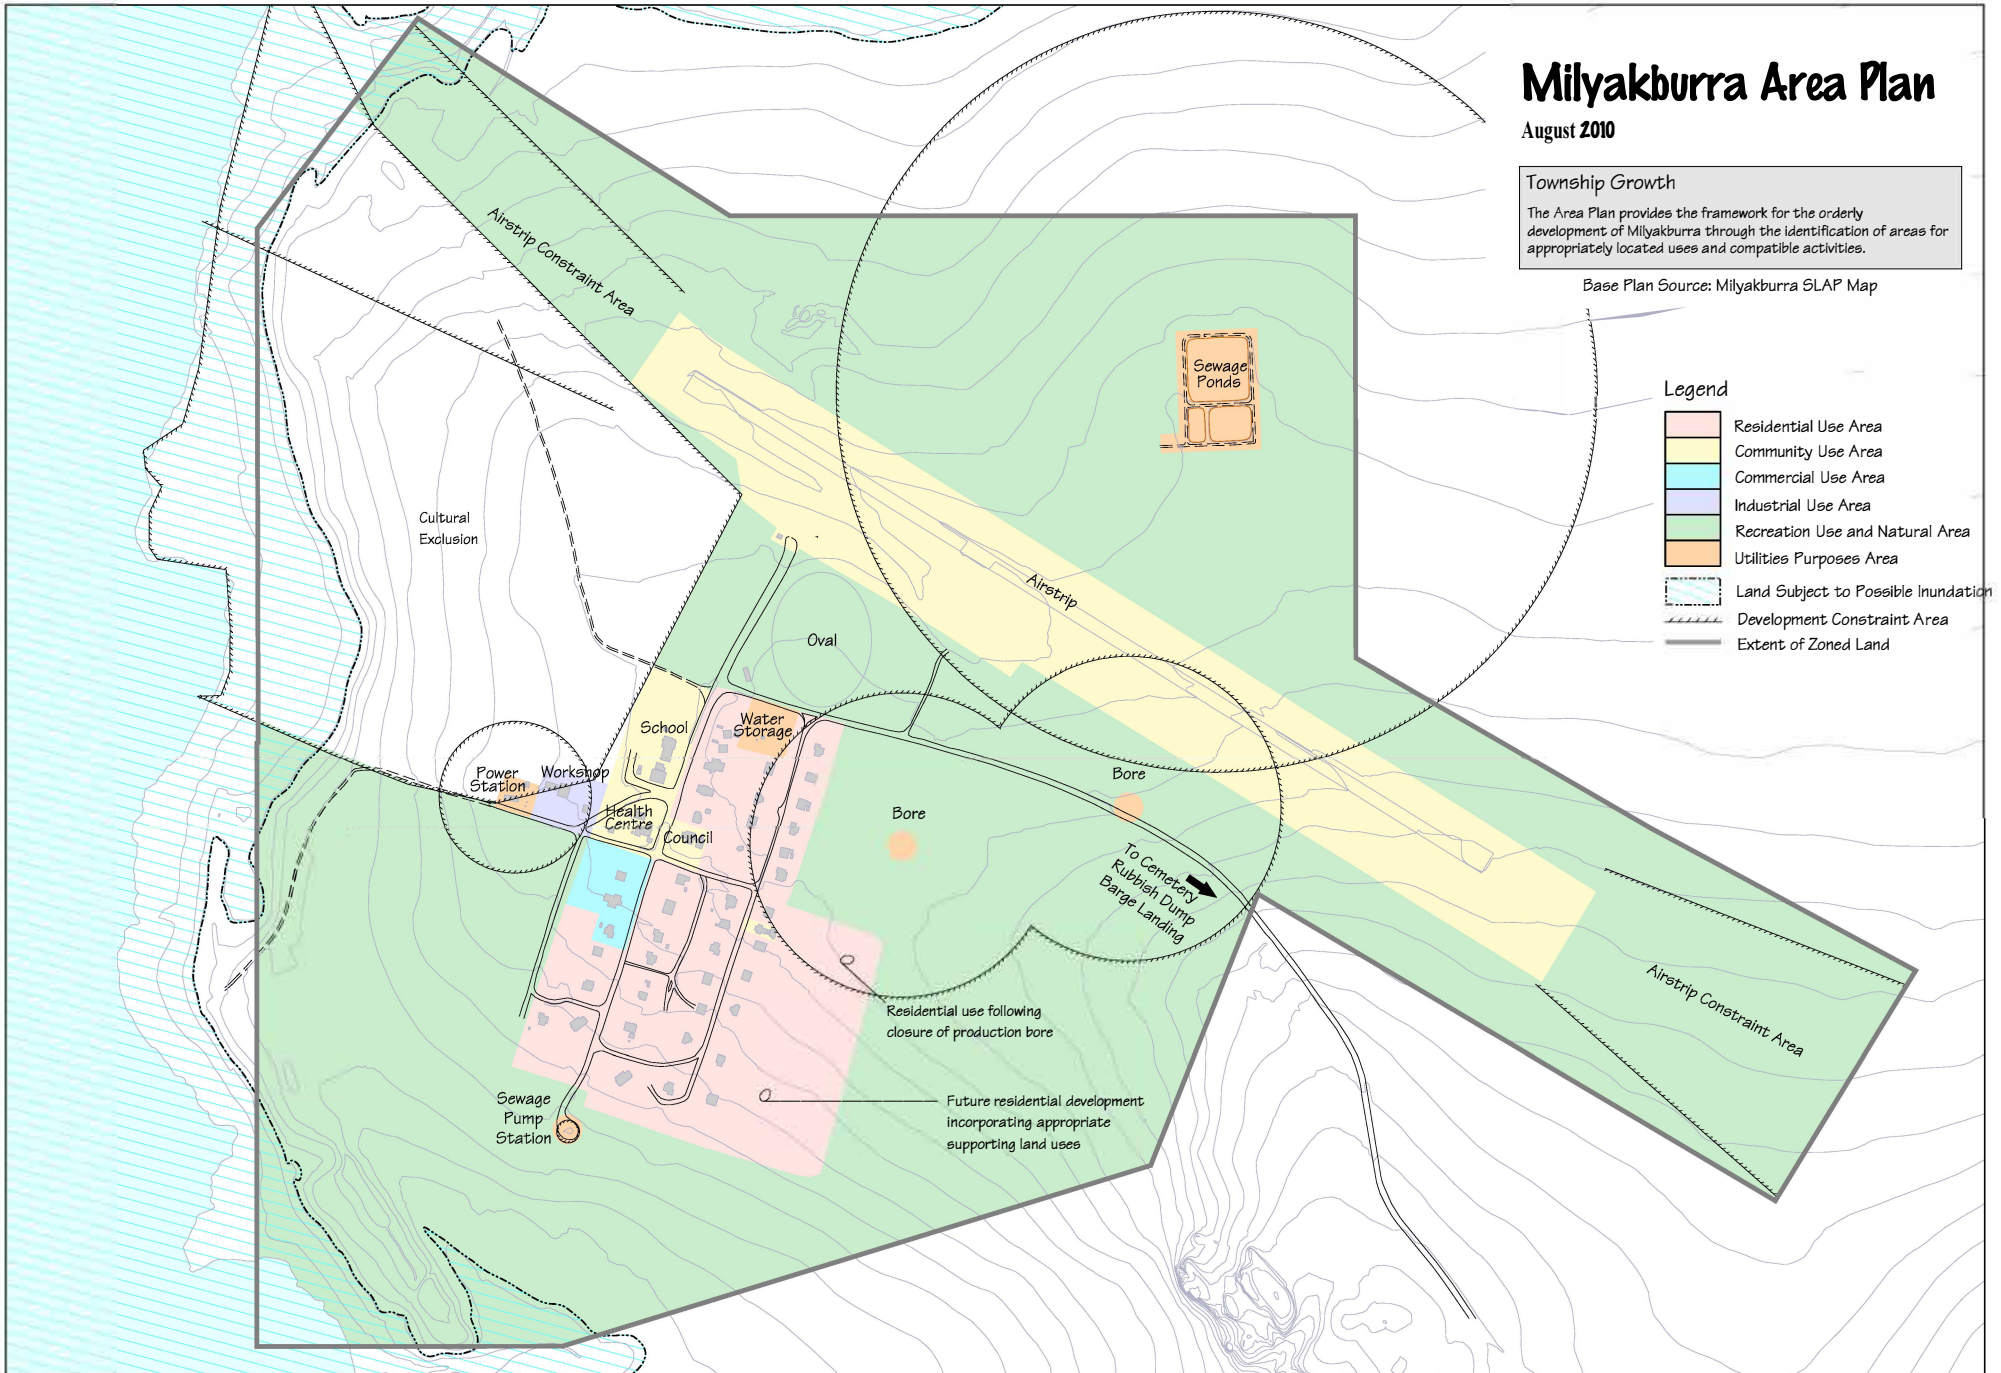 Milyakburra Area Plan
August 2010
Township Growth
The Area Plan provides the framework for the orderly
development of Milyakburra through the identification of areas for
appropriately located uses and compatible activities.
Base Plan Source: Milyakburra SLAP Map
Legend
Residential Use Area
Community Use Area
Commercial Use Area
Industrial Use Area
Recreation Use and Natural Area
Utilities Purposes Area
Land Subject to Possible Inundation
Development Constraint Area
Extent of Zoned Land
Airstrip Constraint Area
Sewage
Ponds
Cultural
Exclusion
Airstrip
Oval
School
Water
Storage
Power
Station
Workshop
Health
Centre
Council
Bore
Bore
To Cemetery
Rubbish Dump
Barge Landing
Airstrip Constraint Area
Residential use following
closure of production bore
Sewage
Pump
Station
Future residential development
incorporating appropriate
supporting land uses